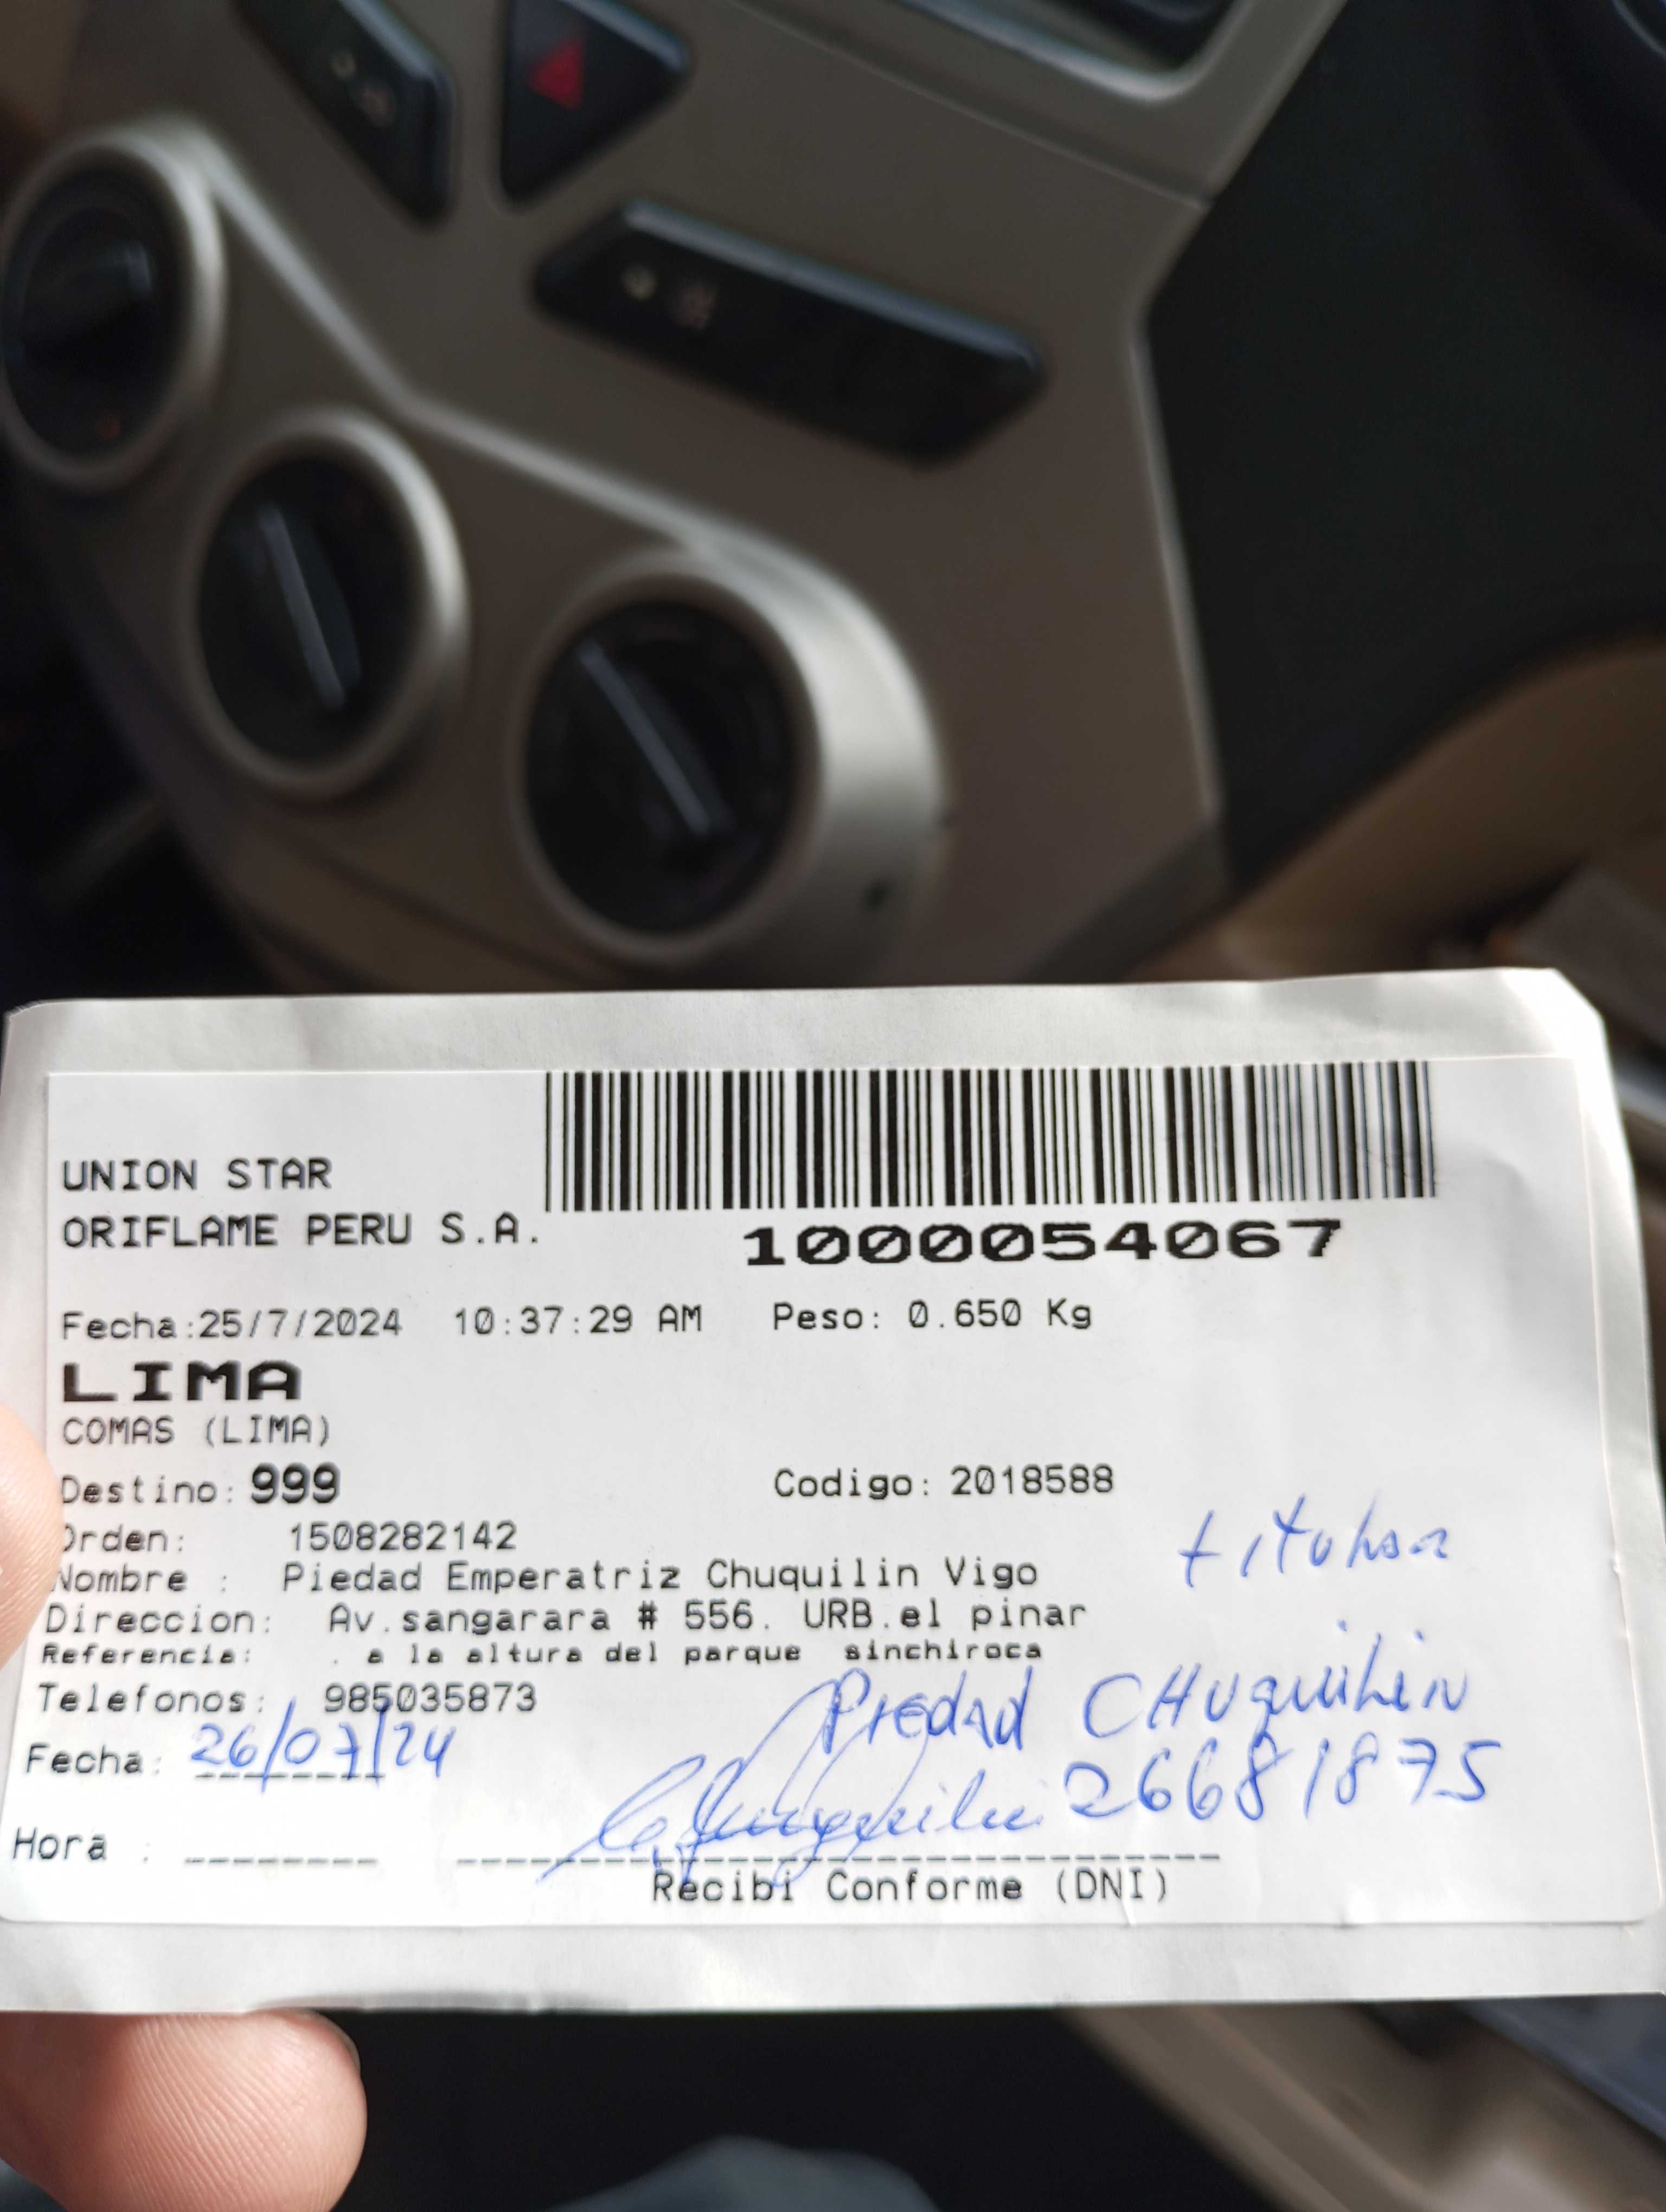 UNION STAR
ORIFLAME PERU S.A.
1000054067
Fecha:25/7/2024 10:37:29 AM Peso: 0.650 Kg
LIMA
COMAS (LIMA)
Destino: 999 Codigo: 2018588
Orden: 1508282142
Nombre : Piedad Emperatriz Chuquilin Vigo
Direccion: Av.sangarara # 556. URB.el pinar
Referencia: . a la altura del parque sinchiroca
Telefonos: 985035873
Piedad CHuquilin
Fecha: 26/07/24
26681875
Hora :
Recibi Conforme (DNI)